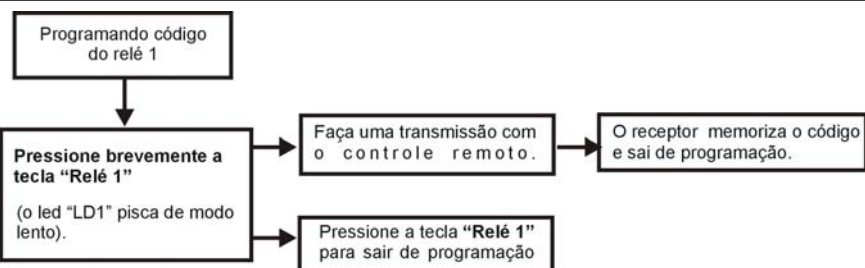 Programando código
do relé 1
Pressione brevemente a
tecla “Relé 1”
(o led “LD1” pisca de modo
lento).
Faça uma transmissão com
o controle remoto.
O receptor memoriza o código
e sai de programação.
Pressione a tecla “Relé 1”
para sair de programação